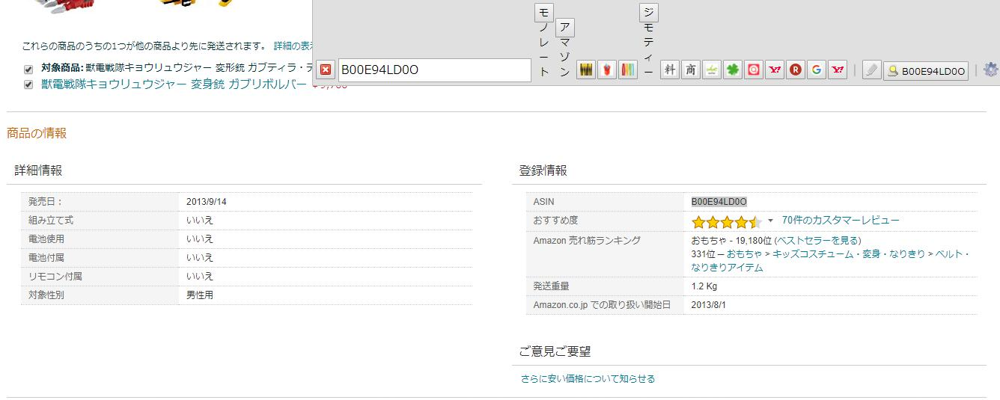 これらの商品のうちの1つが他の商品より先に発送されます。 詳細の表
対象商品: 獣電戦隊キョウリュウジャー 変形銃 ガブティラ・デ
獣電戦隊キョウリュウジャー 変身銃 ガブリボルバー
モノレート
アマゾン
ジモティー
B00E94LD0O
料
商
R
G
B00E94LD0O
商品の情報
詳細情報
発売日： 2013/9/14
組み立て式 いいえ
電池使用 いいえ
電池付属 いいえ
リモコン付属 いいえ
対象性別 男性用
登録情報
ASIN B00E94LD0O
おすすめ度 70件のカスタマーレビュー
Amazon 売れ筋ランキング おもちゃ - 19,180位 (ベストセラーを見る)
331位 ─ おもちゃ > キッズコスチューム・変身・なりきり > ベルト・
なりきりアイテム
発送重量 1.2 Kg
Amazon.co.jp での取り扱い開始日 2013/8/1
ご意見ご要望
さらに安い価格について知らせる